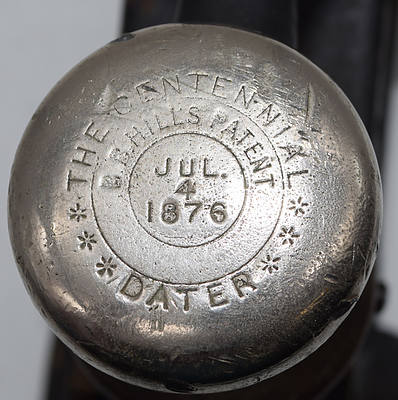 THE CENTENNIAL
B.B. HILLS PATENT
JUL.
4
1876
DATER